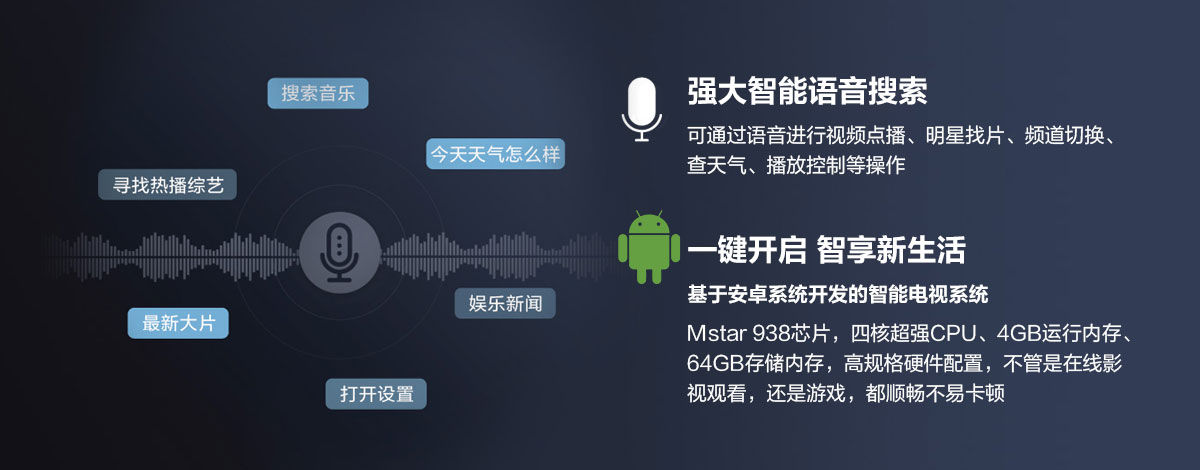 搜索音乐
今天天气怎么样
寻找热播综艺
娱乐新闻
最新大片
打开设置
强大智能语音搜索
可通过语音进行视频点播、明星找片、频道切换、
查天气、播放控制等操作
一键开启 智享新生活
基于安卓系统开发的智能电视系统
Mstar 938芯片，四核超强CPU、4GB运行内存、
64GB存储内存，高规格硬件配置，不管是在线影
视观看，还是游戏，都顺畅不易卡顿